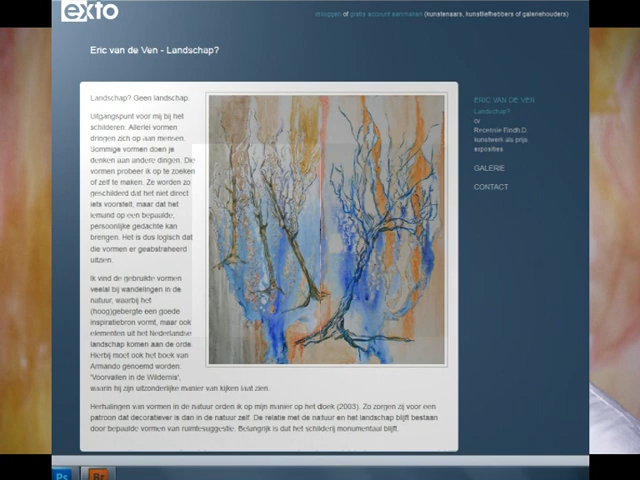 exto
inloggen of gratis account aanmaken (kunstenaars, kunstliefhebbers of galeriehouders)
Eric van de Ven - Landschap?
Landschap? Geen landschap.
Uitgangspunt voor mij bij het
schilderen: Allerlei vormen
dringen zich op aan mensen.
Sommige vormen doen je
denken aan andere dingen. Die
vormen probeer ik op te zoeken
of zelf te maken. Ze worden zo
geschilderd dat het niet direct
iets voorstelt, maar dat het
iemand op een bepaalde,
persoonlijke gedachte kan
brengen. Het is dus logisch dat
die vormen er geabstraheerd
uitzien.
Ik vind de gebruikte vormen
veelal bij wandelingen in de
natuur, waarbij het
(hoog)gebergte een goede
inspiratiebron vormt, maar ook
elementen uit het Nederlandse
landschap komen aan de orde.
Hierbij moet ook het boek van
Armando genoemd worden:
'Voorvallen in de Wildernis',
waarin hij zijn uitzonderlijke manier van kijken laat zien.
Herhalingen van vormen in de natuur orden ik op mijn manier op het doek (2003). Zo zorgen zij voor een
patroon dat decoratiever is dan in de natuur zelf. De relatie met de natuur en het landschap blijft bestaan
door bepaalde vormen van ruimtesuggestie. Belangrijk is dat het schilderij monumentaal blijft.
ERIC VAN DE VEN
Landschap?
cv
Recensie Eindh.D.
kunstwerk als prijs
exposities
GALERIE
CONTACT
Ps
Br